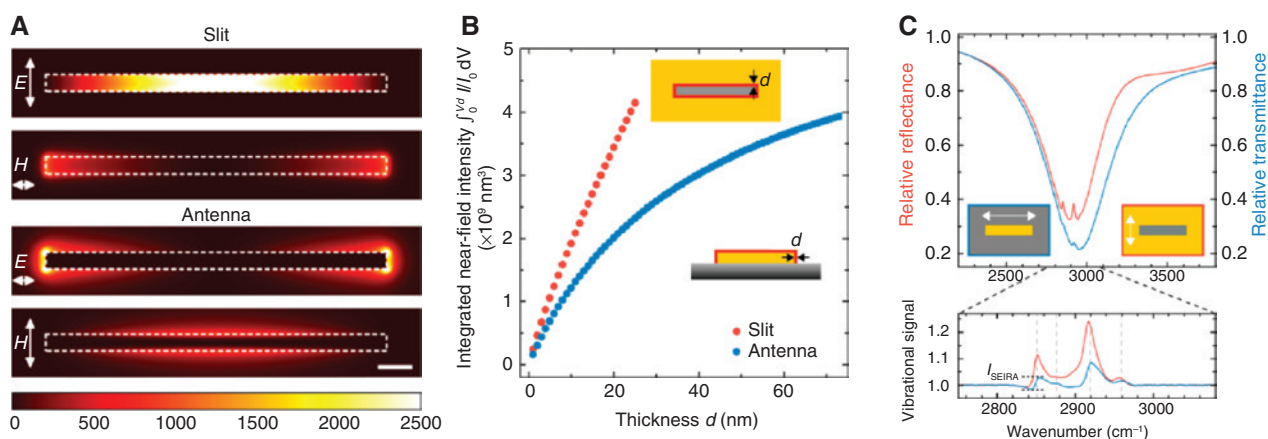 A
Slit
E
H
Antenna
E
H
0 500 1000 1500 2000 2500
B
Integrated near-field intensity ∫₀^Vd I/I₀ dV
(×10⁹ nm³)
5
4
3
2
1
0
d
d
Slit
Antenna
0 20 40 60
Thickness d (nm)
C
Relative reflectance
1.0
0.8
0.6
0.4
0.2
1.0
0.8
0.6
0.4
0.2
Relative transmittance
2500 3000 3500
Vibrational signal
1.2
1.1
1.0
I_SEIRA
2800 2900 3000
Wavenumber (cm⁻¹)